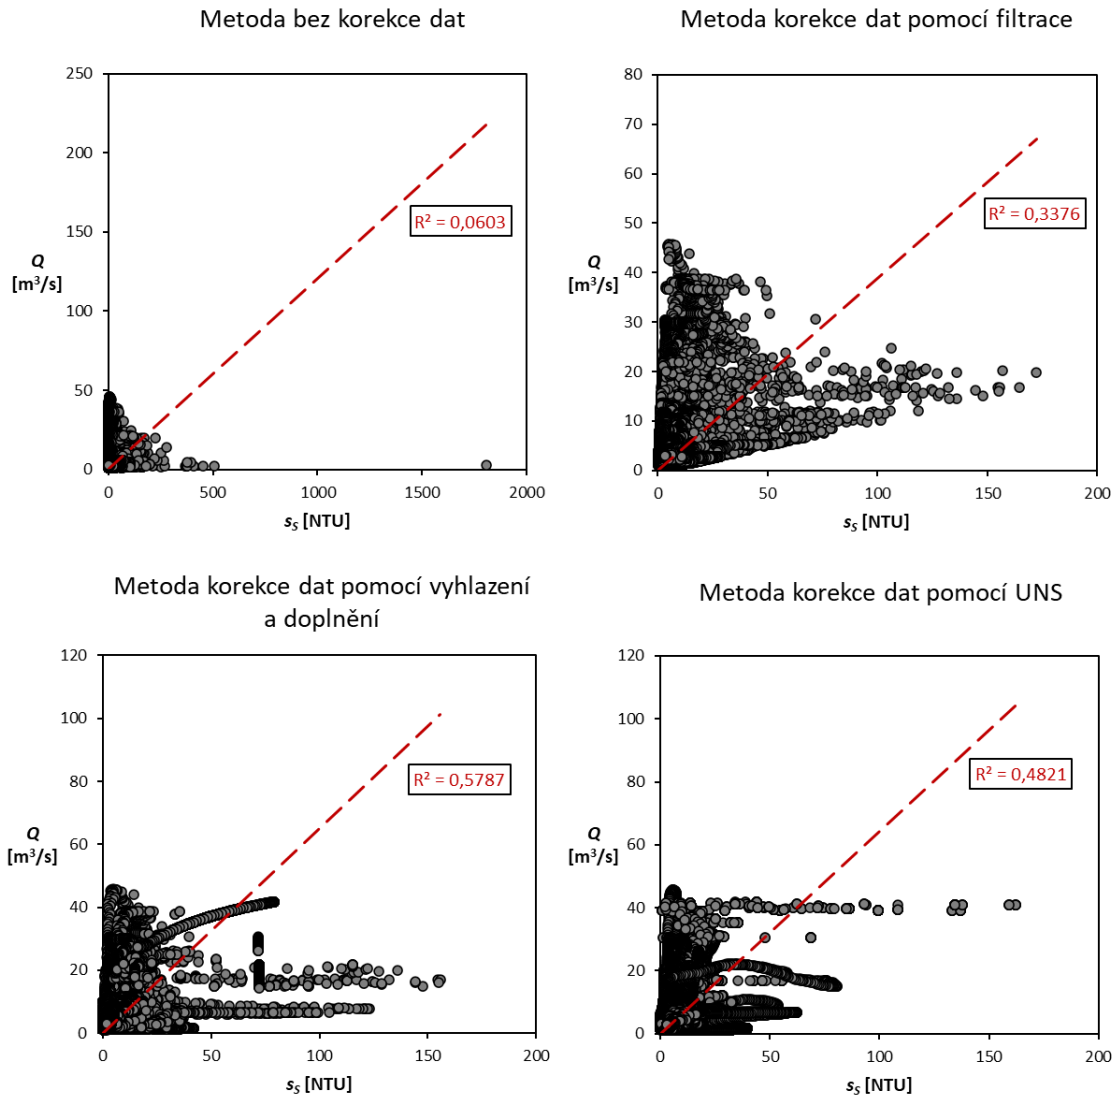 Metoda bez korekce dat
250
200
150
100
50
0
Q
[m³/s]
R² = 0,0603
0 500 1000 1500 2000
sₛ [NTU]
Metoda korekce dat pomocí filtrace
80
70
60
50
40
30
20
10
0
Q
[m³/s]
R² = 0,3376
0 50 100 150 200
sₛ [NTU]
Metoda korekce dat pomocí vyhlazení
a doplnění
120
100
80
60
40
20
0
Q
[m³/s]
R² = 0,5787
0 50 100 150 200
sₛ [NTU]
Metoda korekce dat pomocí UNS
120
100
80
60
40
20
0
Q
[m³/s]
R² = 0,4821
0 50 100 150 200
sₛ [NTU]